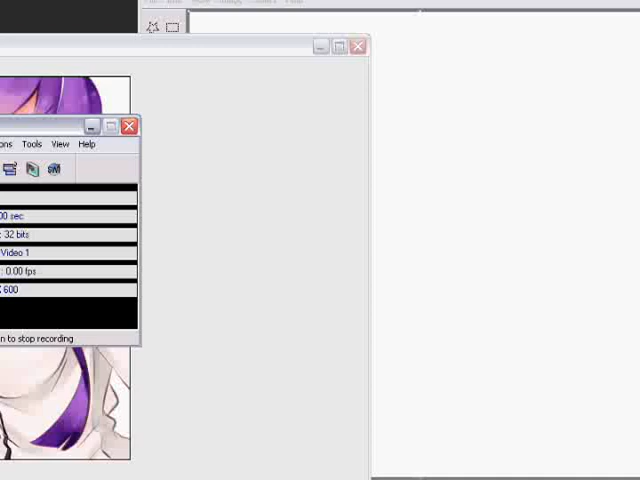 ons Tools View Help
00 sec
: 32 bits
Video 1
: 0.00 fps
X 600
n to stop recording